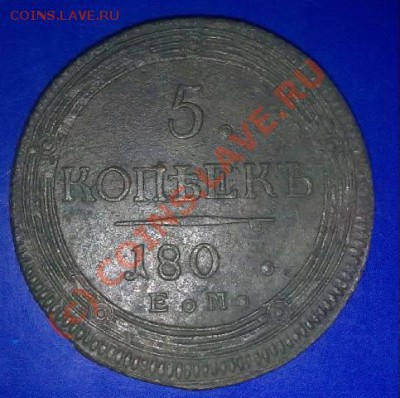 COINS.LAVE.RU
5.
КОПѢЕКЪ
180 .
Е • М •
(c) COINS.LAVE.RU